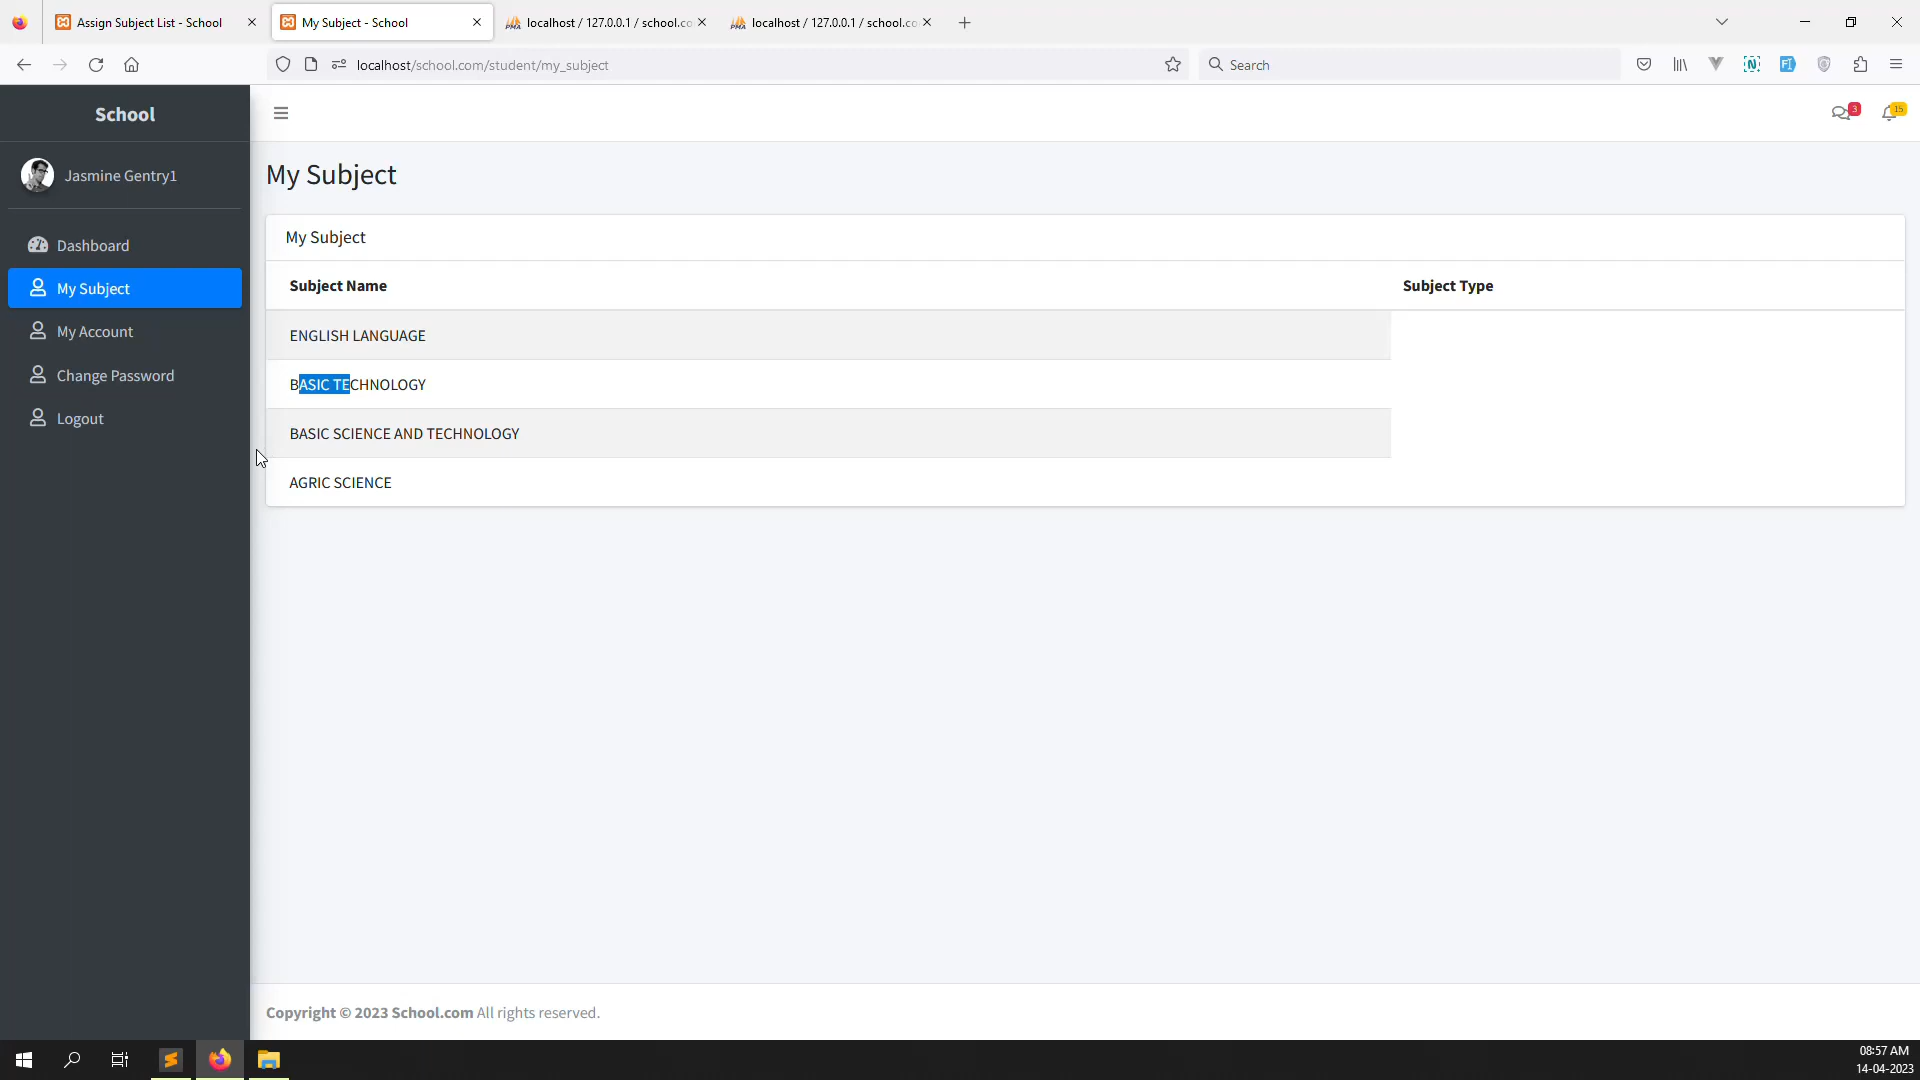 Assign Subject List - School
My Subject - School
localhost / 127.0.0.1 / school.co
localhost / 127.0.0.1 / school.co
localhost/school.com/student/my_subject
Search
School
3
15
Jasmine Gentry1
Dashboard
My Subject
My Account
Change Password
Logout
My Subject
My Subject
Subject Name Subject Type
ENGLISH LANGUAGE
BASIC TECHNOLOGY
BASIC SCIENCE AND TECHNOLOGY
AGRIC SCIENCE
Copyright © 2023 School.com All rights reserved.
08:57 AM
14-04-2023